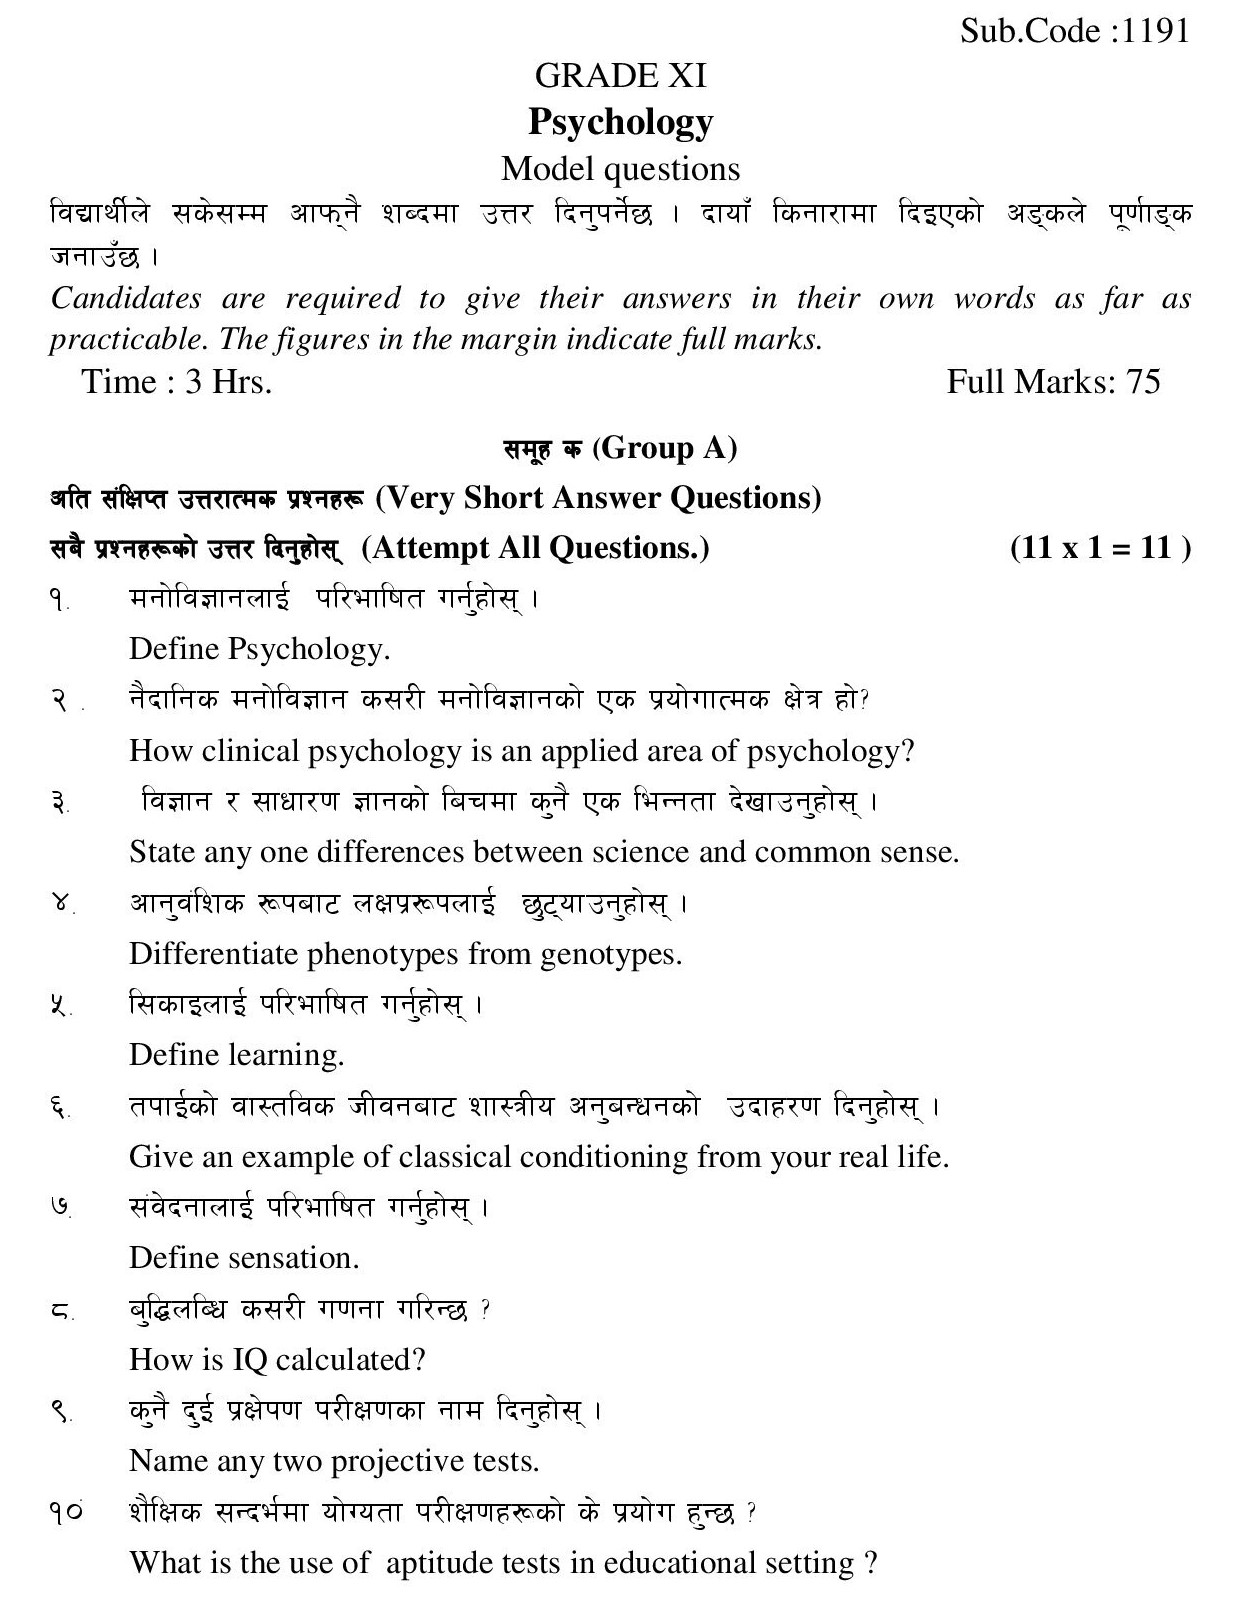 Sub.Code :1191
GRADE XI
Psychology
Model questions
विद्यार्थीले सकेसम्म आफ्नै शब्दमा उत्तर दिनुपर्नेछ । दायाँ किनारामा दिइएको अङ्कले पूर्णाङ्क
जनाउँछ ।
Candidates are required to give their answers in their own words as far as
practicable. The figures in the margin indicate full marks.
Time : 3 Hrs. Full Marks: 75
समूह क (Group A)
अति संक्षिप्त उत्तरात्मक प्रश्नहरू (Very Short Answer Questions)
सबै प्रश्नहरूको उत्तर दिनुहोस् (Attempt All Questions.) (11 x 1 = 11 )
१. मनोविज्ञानलाई परिभाषित गर्नुहोस् ।
Define Psychology.
२ . नैदानिक मनोविज्ञान कसरी मनोविज्ञानको एक प्रयोगात्मक क्षेत्र हो?
How clinical psychology is an applied area of psychology?
३. विज्ञान र साधारण ज्ञानको बिचमा कुनै एक भिन्नता देखाउनुहोस् ।
State any one differences between science and common sense.
४. आनुवंशिक रूपबाट लक्षप्ररूपलाई छुट्याउनुहोस् ।
Differentiate phenotypes from genotypes.
५. सिकाइलाई परिभाषित गर्नुहोस् ।
Define learning.
६. तपाईको वास्तविक जीवनबाट शास्त्रीय अनुबन्धनको उदाहरण दिनुहोस् ।
Give an example of classical conditioning from your real life.
७. संवेदनालाई परिभाषित गर्नुहोस् ।
Define sensation.
८. बुद्धिलब्धि कसरी गणना गरिन्छ ?
How is IQ calculated?
९. कुनै दुई प्रक्षेपण परीक्षणका नाम दिनुहोस् ।
Name any two projective tests.
१० शैक्षिक सन्दर्भमा योग्यता परीक्षणहरूको के प्रयोग हुन्छ ?
What is the use of aptitude tests in educational setting ?